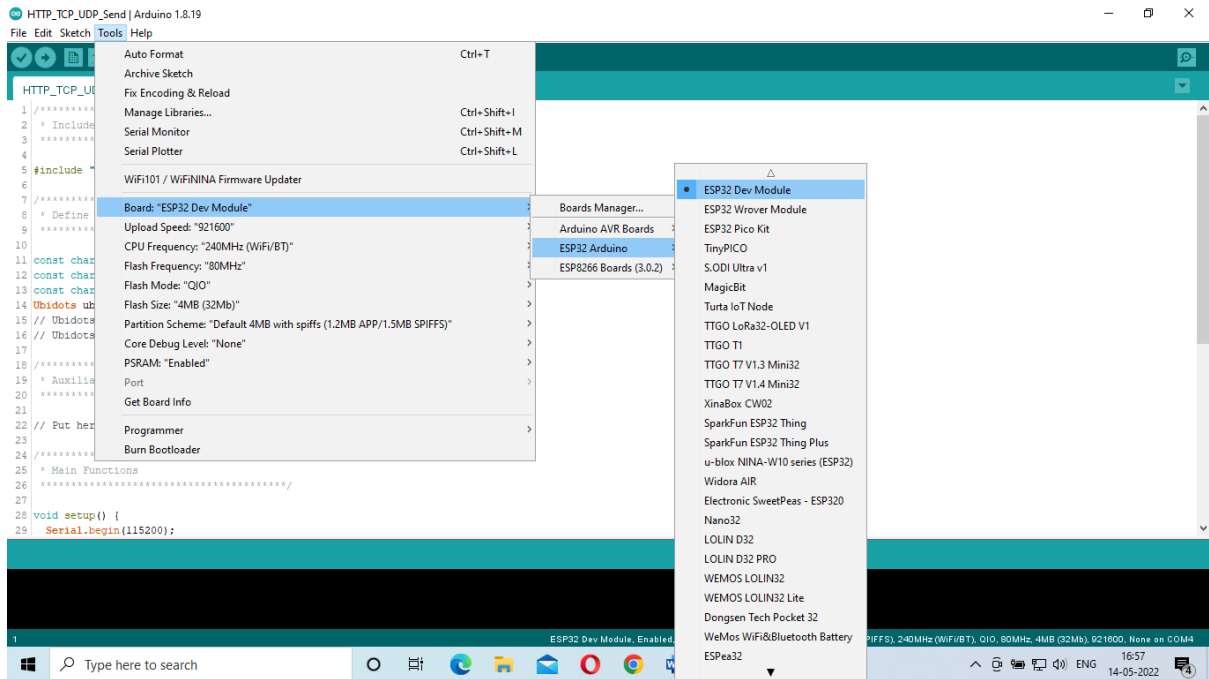 HTTP_TCP_UDP_Send | Arduino 1.8.19
File Edit Sketch Tools Help
HTTP_TCP_UD
Auto Format Ctrl+T
Archive Sketch
Fix Encoding & Reload
Manage Libraries... Ctrl+Shift+I
Serial Monitor Ctrl+Shift+M
Serial Plotter Ctrl+Shift+L
WiFi101 / WiFiNINA Firmware Updater
Board: "ESP32 Dev Module"
Upload Speed: "921600"
CPU Frequency: "240MHz (WiFi/BT)"
Flash Frequency: "80MHz"
Flash Mode: "QIO"
Flash Size: "4MB (32Mb)"
Partition Scheme: "Default 4MB with spiffs (1.2MB APP/1.5MB SPIFFS)"
Core Debug Level: "None"
PSRAM: "Enabled"
Port
Get Board Info
Programmer
Burn Bootloader
Boards Manager...
Arduino AVR Boards
ESP32 Arduino
ESP8266 Boards (3.0.2)
ESP32 Dev Module
ESP32 Wrover Module
ESP32 Pico Kit
TinyPICO
S.ODI Ultra v1
MagicBit
Turta IoT Node
TTGO LoRa32-OLED V1
TTGO T1
TTGO T7 V1.3 Mini32
TTGO T7 V1.4 Mini32
XinaBox CW02
SparkFun ESP32 Thing
SparkFun ESP32 Thing Plus
u-blox NINA-W10 series (ESP32)
Widora AIR
Electronic SweetPeas - ESP320
Nano32
LOLIN D32
LOLIN D32 PRO
WEMOS LOLIN32
WEMOS LOLIN32 Lite
Dongsen Tech Pocket 32
WeMos WiFi&Bluetooth Battery
ESPea32
1 /**********
2 * Include
3 *********
4
5 #include "
6
7 /**********
8 * Define
9 *********
10
11 const char
12 const char
13 const char
14 Ubidots ub
15 // Ubidots
16 // Ubidots
17
18 /**********
19 * Auxilia
20 *********
21
22 // Put her
23
24 /**********
25 * Main Functions
26 ****************************************/
27
28 void setup() {
29 Serial.begin(115200);
1 ESP32 Dev Module, Enabled, PIFFS), 240MHz (WiFi/BT), QIO, 80MHz, 4MB (32Mb), 921600, None on COM4
Type here to search
ENG
16:57
14-05-2022
4